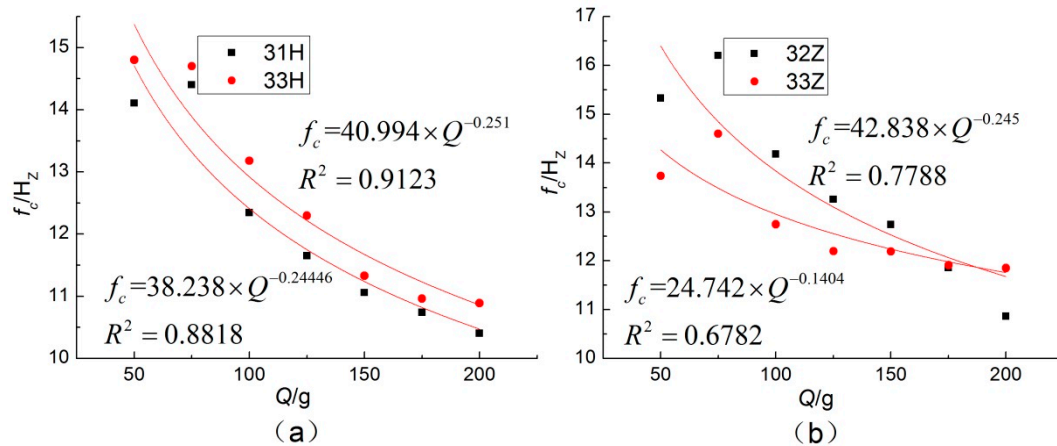 15
14
13
12
11
10
f_c/H_Z
31H
33H
f_c=40.994×Q^{-0.251}
R^2=0.9123
f_c=38.238×Q^{-0.24446}
R^2=0.8818
50 100 150 200
Q/g
(a)
17
16
15
14
13
12
11
10
f_c/H_Z
32Z
33Z
f_c=42.838×Q^{-0.245}
R^2=0.7788
f_c=24.742×Q^{-0.1404}
R^2=0.6782
50 100 150 200
Q/g
(b)